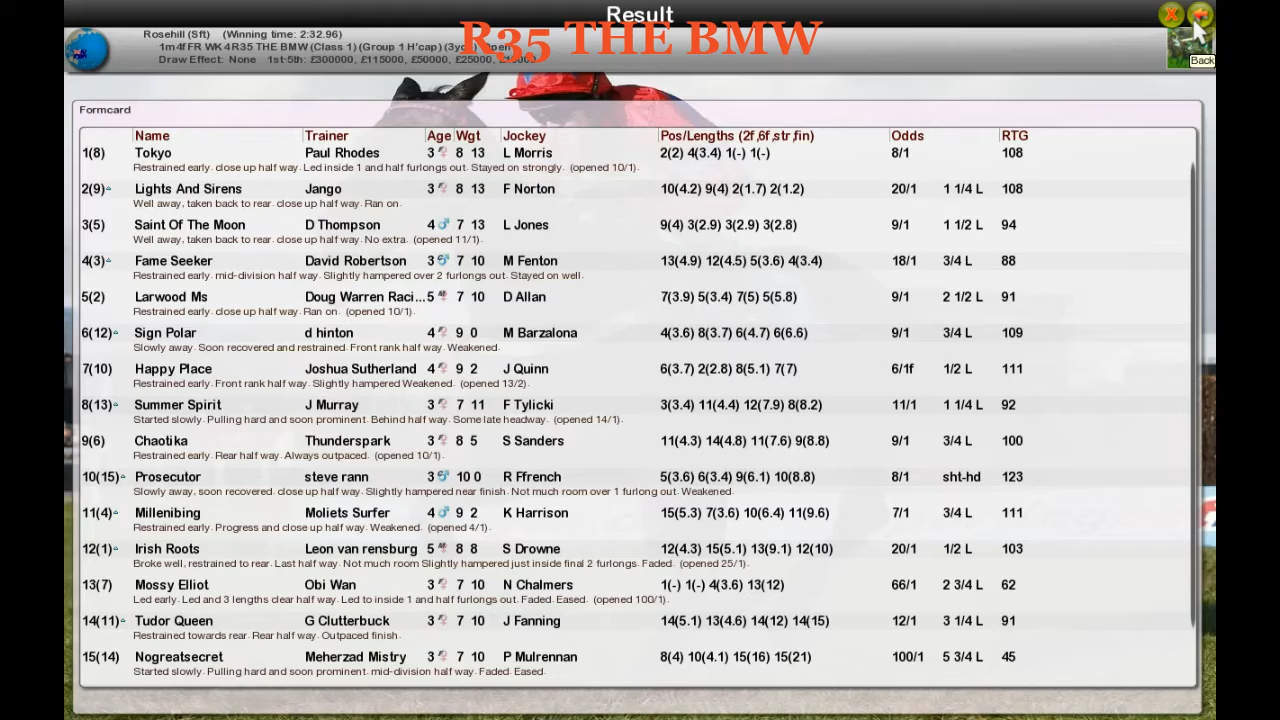 Result
R35 THE BMW
Rosehill (Sft) (Winning time: 2:32.96)
1m4f FR WK4 R35 THE BMW (Class 1) (Group 1 H'cap) (3yo+) Open
Draw Effect: None 1st-5th: £300000, £115000, £50000, £25000,
Back
Formcard
Name Trainer Age Wgt Jockey Pos/Lengths (2f,6f,str,fin) Odds RTG
1(8) Tokyo Paul Rhodes 3 8 13 L Morris 2(2) 4(3.4) 1(-) 1(-) 8/1 108
Restrained early. close up half way. Led inside 1 and half furlongs out. Stayed on strongly. (opened 10/1).
2(9) Lights And Sirens Jango 3 8 13 F Norton 10(4.2) 9(4) 2(1.7) 2(1.2) 20/1 1 1/4 L 108
Well away, taken back to rear. close up half way. Ran on.
3(5) Saint Of The Moon D Thompson 4 7 13 L Jones 9(4) 3(2.9) 3(2.9) 3(2.8) 9/1 1 1/2 L 94
Well away, taken back to rear. close up half way. No extra. (opened 11/1).
4(3) Fame Seeker David Robertson 3 7 10 M Fenton 13(4.9) 12(4.5) 5(3.6) 4(3.4) 18/1 3/4 L 88
Restrained early. mid-division half way. Slightly hampered over 2 furlongs out. Stayed on well.
5(2) Larwood Ms Doug Warren Raci... 5 7 10 D Allan 7(3.9) 5(3.4) 7(5) 5(5.8) 9/1 2 1/2 L 91
Restrained early. close up half way. Ran on. (opened 10/1).
6(12) Sign Polar d hinton 4 9 0 M Barzalona 4(3.6) 8(3.7) 6(4.7) 6(6.6) 9/1 3/4 L 109
Slowly away. Soon recovered and restrained. Front rank half way. Weakened.
7(10) Happy Place Joshua Sutherland 4 9 2 J Quinn 6(3.7) 2(2.8) 8(5.1) 7(7) 6/1f 1/2 L 111
Restrained early. Front rank half way. Slightly hampered Weakened. (opened 13/2).
8(13) Summer Spirit J Murray 3 7 11 F Tylicki 3(3.4) 11(4.4) 12(7.9) 8(8.2) 11/1 1 1/4 L 92
Started slowly. Pulling hard and soon prominent. Behind half way. Some late headway. (opened 14/1).
9(6) Chaotika Thunderspark 3 8 5 S Sanders 11(4.3) 14(4.8) 11(7.6) 9(8.8) 9/1 3/4 L 100
Restrained early. Rear half way. Always outpaced. (opened 10/1).
10(15) Prosecutor steve rann 3 10 0 R Ffrench 5(3.6) 6(3.4) 9(6.1) 10(8.8) 8/1 sht-hd 123
Slowly away, soon recovered. close up half way. Slightly hampered near finish. Not much room over 1 furlong out. Weakened.
11(4) Millenibing Moliets Surfer 4 9 2 K Harrison 15(5.3) 7(3.6) 10(6.4) 11(9.6) 7/1 3/4 L 111
Restrained early. Progress and close up half way. Weakened. (opened 4/1).
12(1) Irish Roots Leon van rensburg 5 8 8 S Drowne 12(4.3) 15(5.1) 13(9.1) 12(10) 20/1 1/2 L 103
Broke well, restrained to rear. Last half way. Not much room Slightly hampered just inside final 2 furlongs. Faded. (opened 25/1).
13(7) Mossy Elliot Obi Wan 3 7 10 N Chalmers 1(-) 1(-) 4(3.6) 13(12) 66/1 2 3/4 L 62
Led early. Led and 3 lengths clear half way. Led to inside 1 and half furlongs out. Faded. Eased. (opened 100/1).
14(11) Tudor Queen G Clutterbuck 3 7 10 J Fanning 14(5.1) 13(4.6) 14(12) 14(15) 12/1 3 1/4 L 91
Restrained towards rear. Rear half way. Outpaced finish.
15(14) Nogreatsecret Meherzad Mistry 3 7 10 P Mulrennan 8(4) 10(4.1) 15(16) 15(21) 100/1 5 3/4 L 45
Started slowly. Pulling hard and soon prominent. mid-division half way. Faded. Eased.